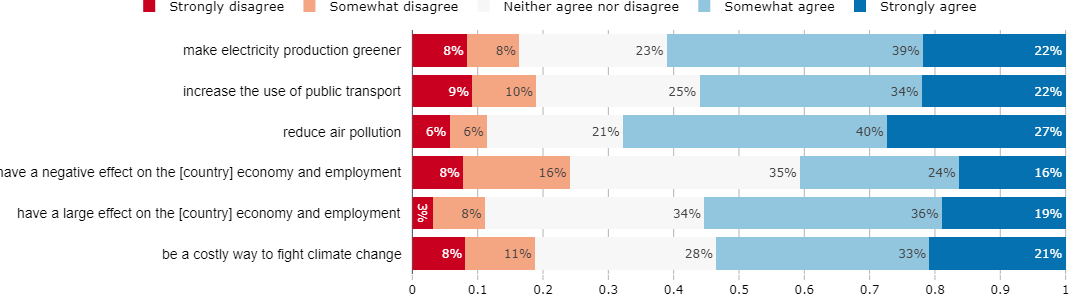 Strongly disagree Somewhat disagree Neither agree nor disagree Somewhat agree Strongly agree
make electricity production greener 8% 8% 23% 39% 22%
increase the use of public transport 9% 10% 25% 34% 22%
reduce air pollution 6% 6% 21% 40% 27%
have a negative effect on the [country] economy and employment 8% 16% 35% 24% 16%
have a large effect on the [country] economy and employment 3% 8% 34% 36% 19%
be a costly way to fight climate change 8% 11% 28% 33% 21%
0 0.1 0.2 0.3 0.4 0.5 0.6 0.7 0.8 0.9 1